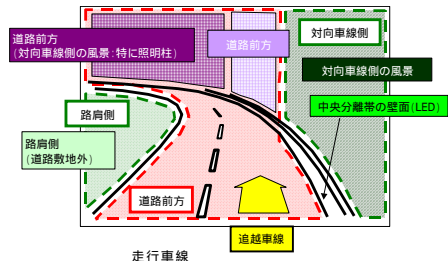 道路前方
(対向車線側の風景:特に照明柱)
道路前方
対向車線側
対向車線側の風景
中央分離帯の壁面(LED)
路肩側
路肩側
(道路敷地外)
道路前方
追越車線
走行車線